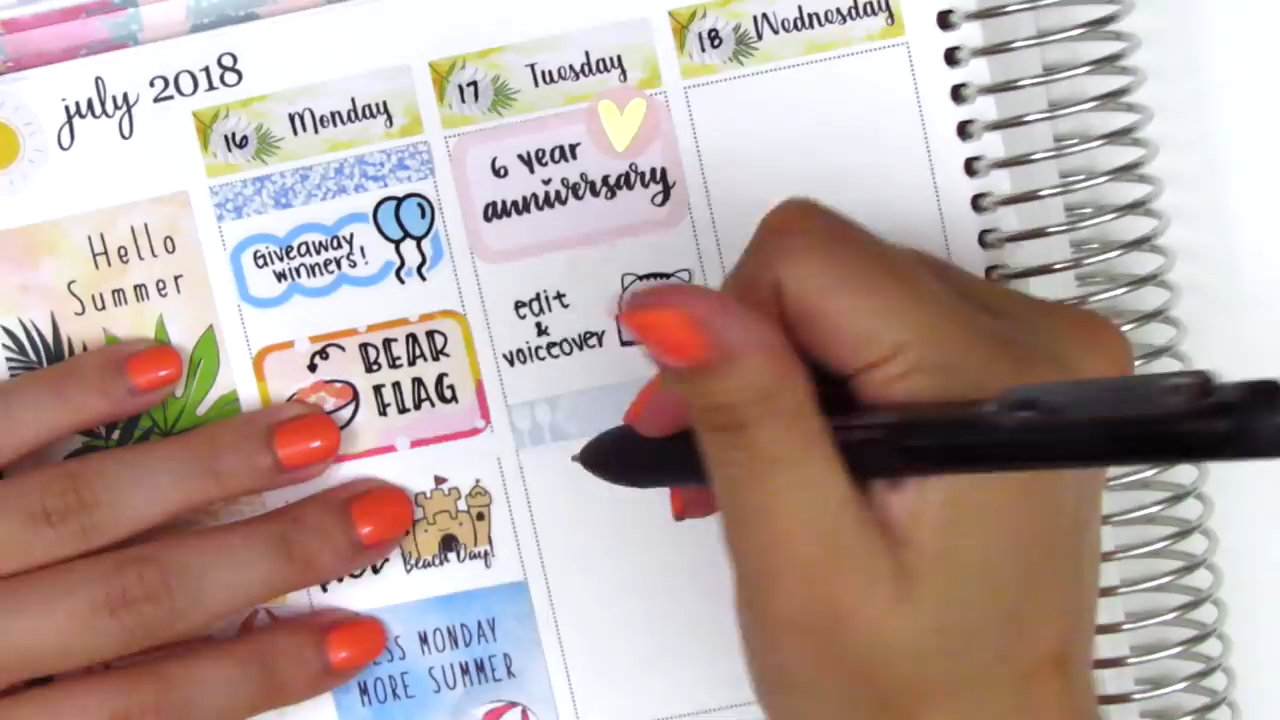 july 2018
16 Monday
17 Tuesday
18 Wednesday
Hello
Summer
Giveaway
winners!
BEAR
FLAG
Beach Day!
MONDAY
MORE SUMMER
6 year
anniversary
edit
&
voiceover